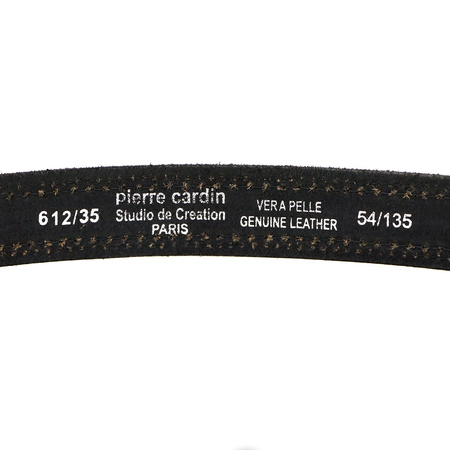 612/35
pierre cardin
Studio de Creation
PARIS
VERA PELLE
GENUINE LEATHER
54/135